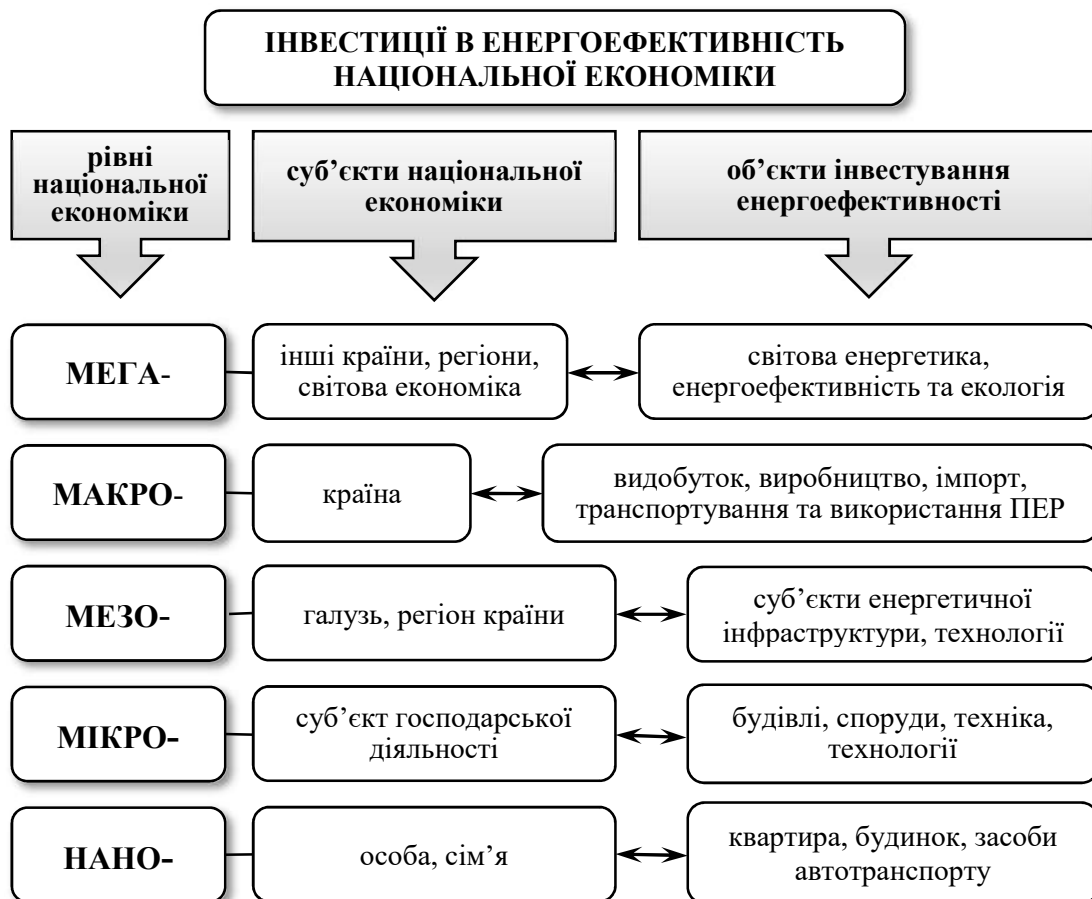 ІНВЕСТИЦІЇ В ЕНЕРГОЕФЕКТИВНІСТЬ
НАЦІОНАЛЬНОЇ ЕКОНОМІКИ
рівні
національної
економіки
суб’єкти національної
економіки
об’єкти інвестування
енергоефективності
МЕГА-
інші країни, регіони,
світова економіка
світова енергетика,
енергоефективність та екологія
МАКРО-
країна
видобуток, виробництво, імпорт,
транспортування та використання ПЕР
МЕЗО-
галузь, регіон країни
суб’єкти енергетичної
інфраструктури, технології
МІКРО-
суб’єкт господарської
діяльності
будівлі, споруди, техніка,
технології
НАНО-
особа, сім’я
квартира, будинок, засоби
автотранспорту